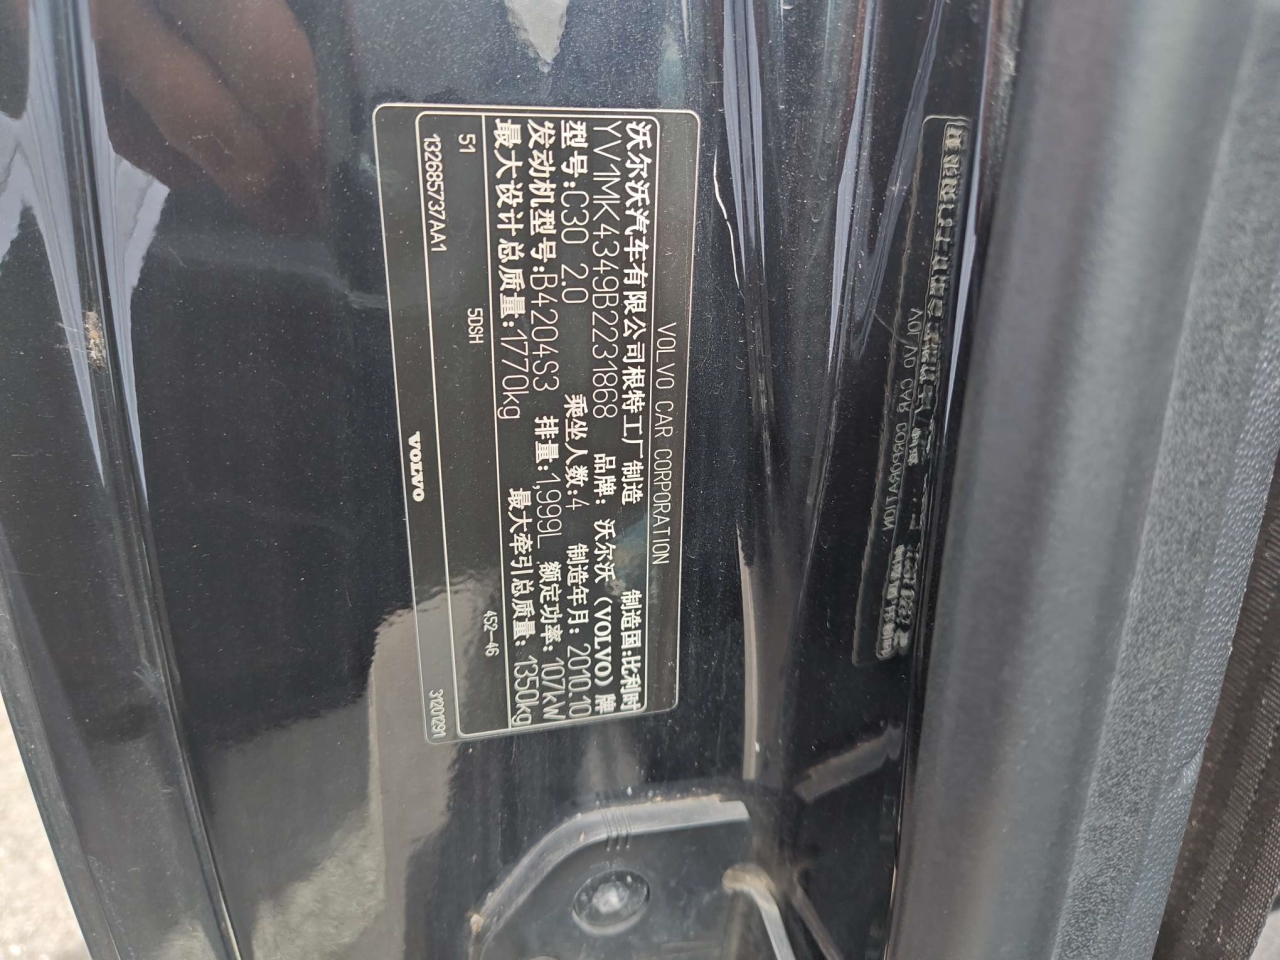 VOLVO CAR CORPORATION
沃尔沃汽车有限公司根特工厂制造 制造国:比利时
YV1MK4349B2231868 品牌：沃尔沃（VOLVO）牌
型号:C30 2.0 乘坐人数:4 制造年月：2010.10
发动机型号:B4204S3 排量:1,999L 额定功率：107kW
最大设计总质量:1770kg 最大牵引总质量：1350kg
51 5DSH 4S2-46
132685737AA1 VOLVO 31201291